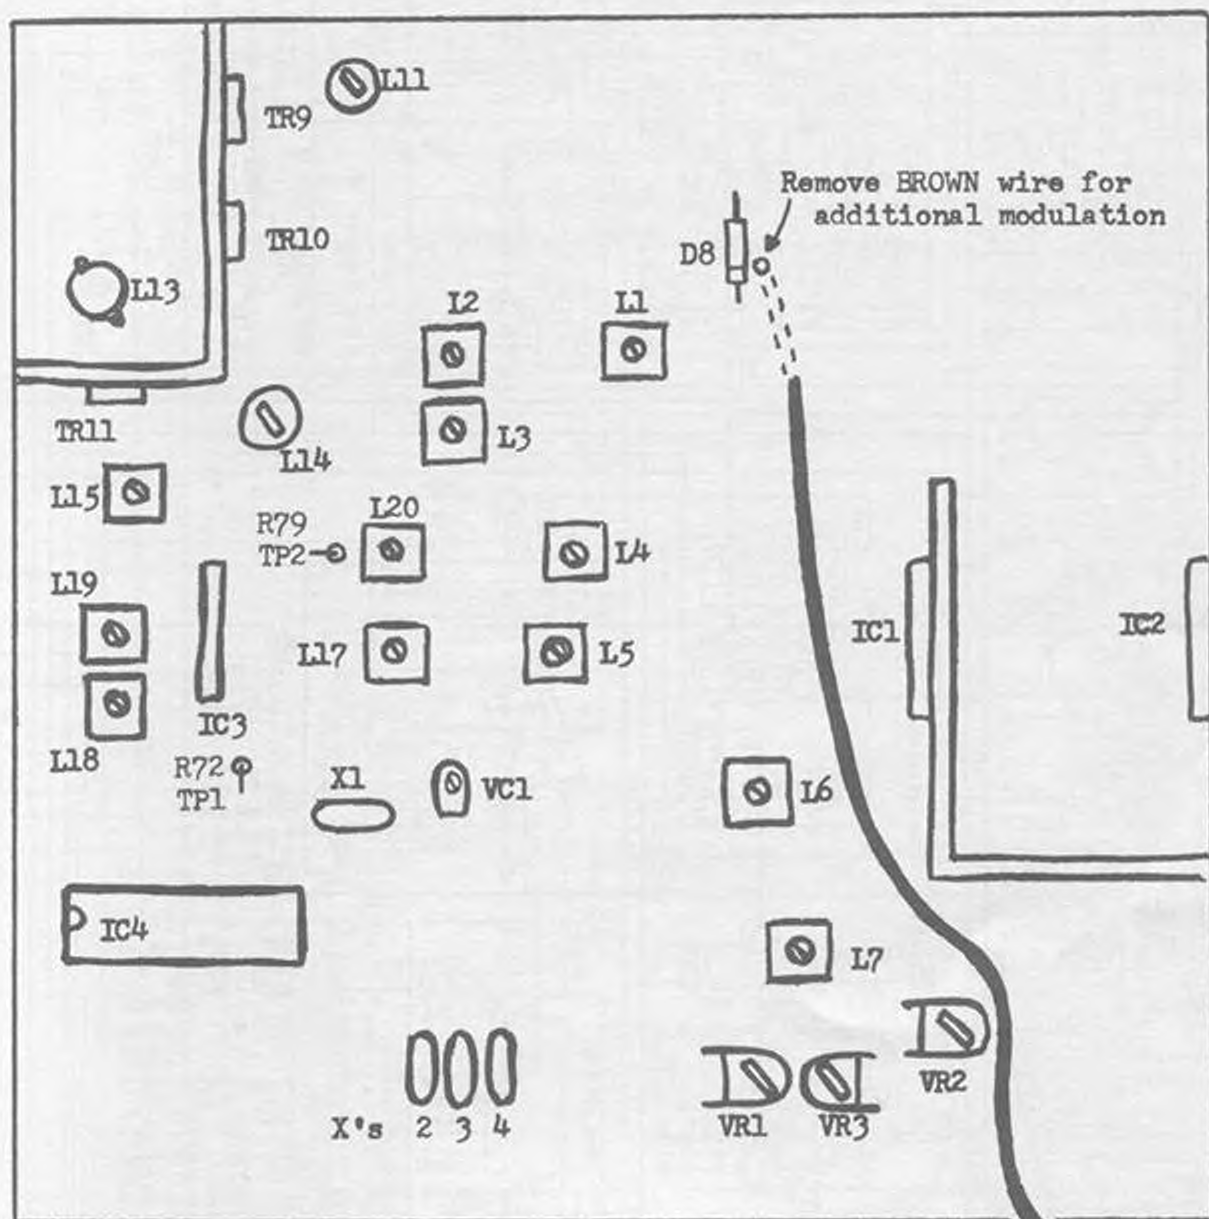 L11
TR9
Remove BROWN wire for
additional modulation
TR10
D8
L13
L2
L1
TR11
L3
L14
L15
L20
R79
TP2
L4
L19
IC1
IC2
L17
L5
IC3
L18
R72
TP1
X1
VC1
L6
IC4
L7
VR2
X's 2 3 4
VR1
VR3